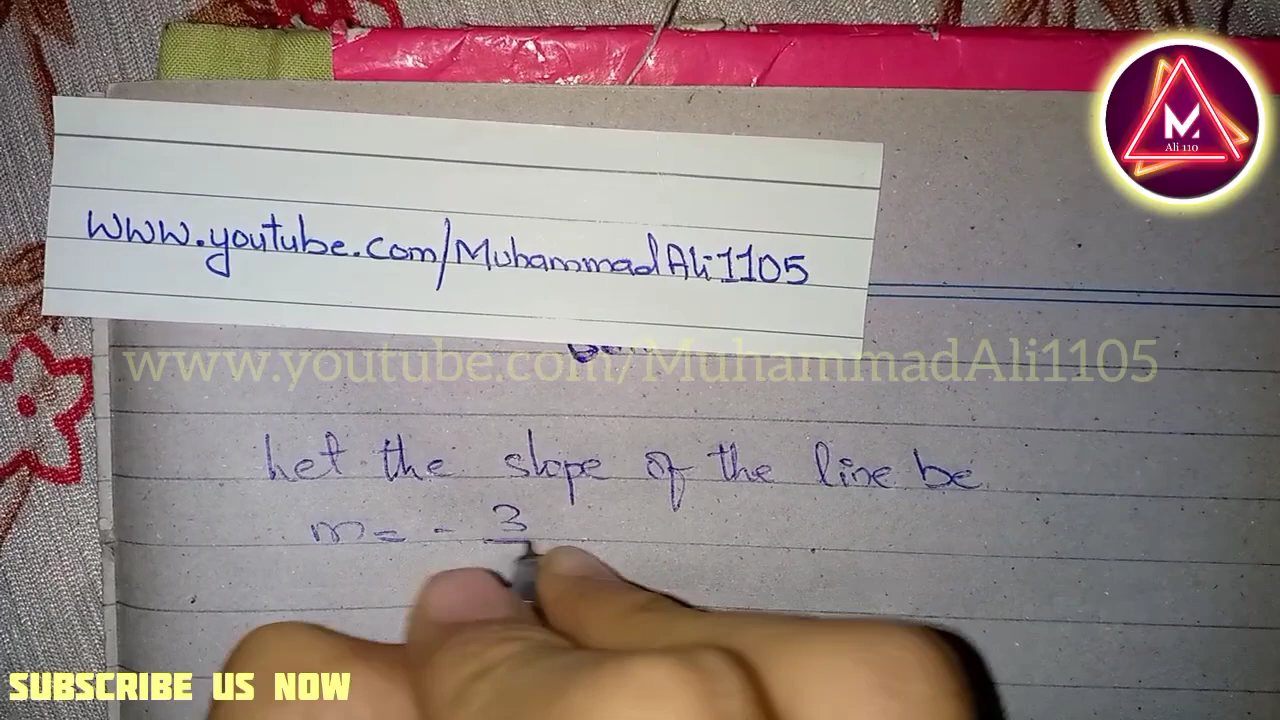 M
Ali 110
www.youtube.com/MuhammadAli1105
www.youtube.com/MuhammadAli1105
Let the slope of the line be
m = - 3
SUBSCRIBE US NOW